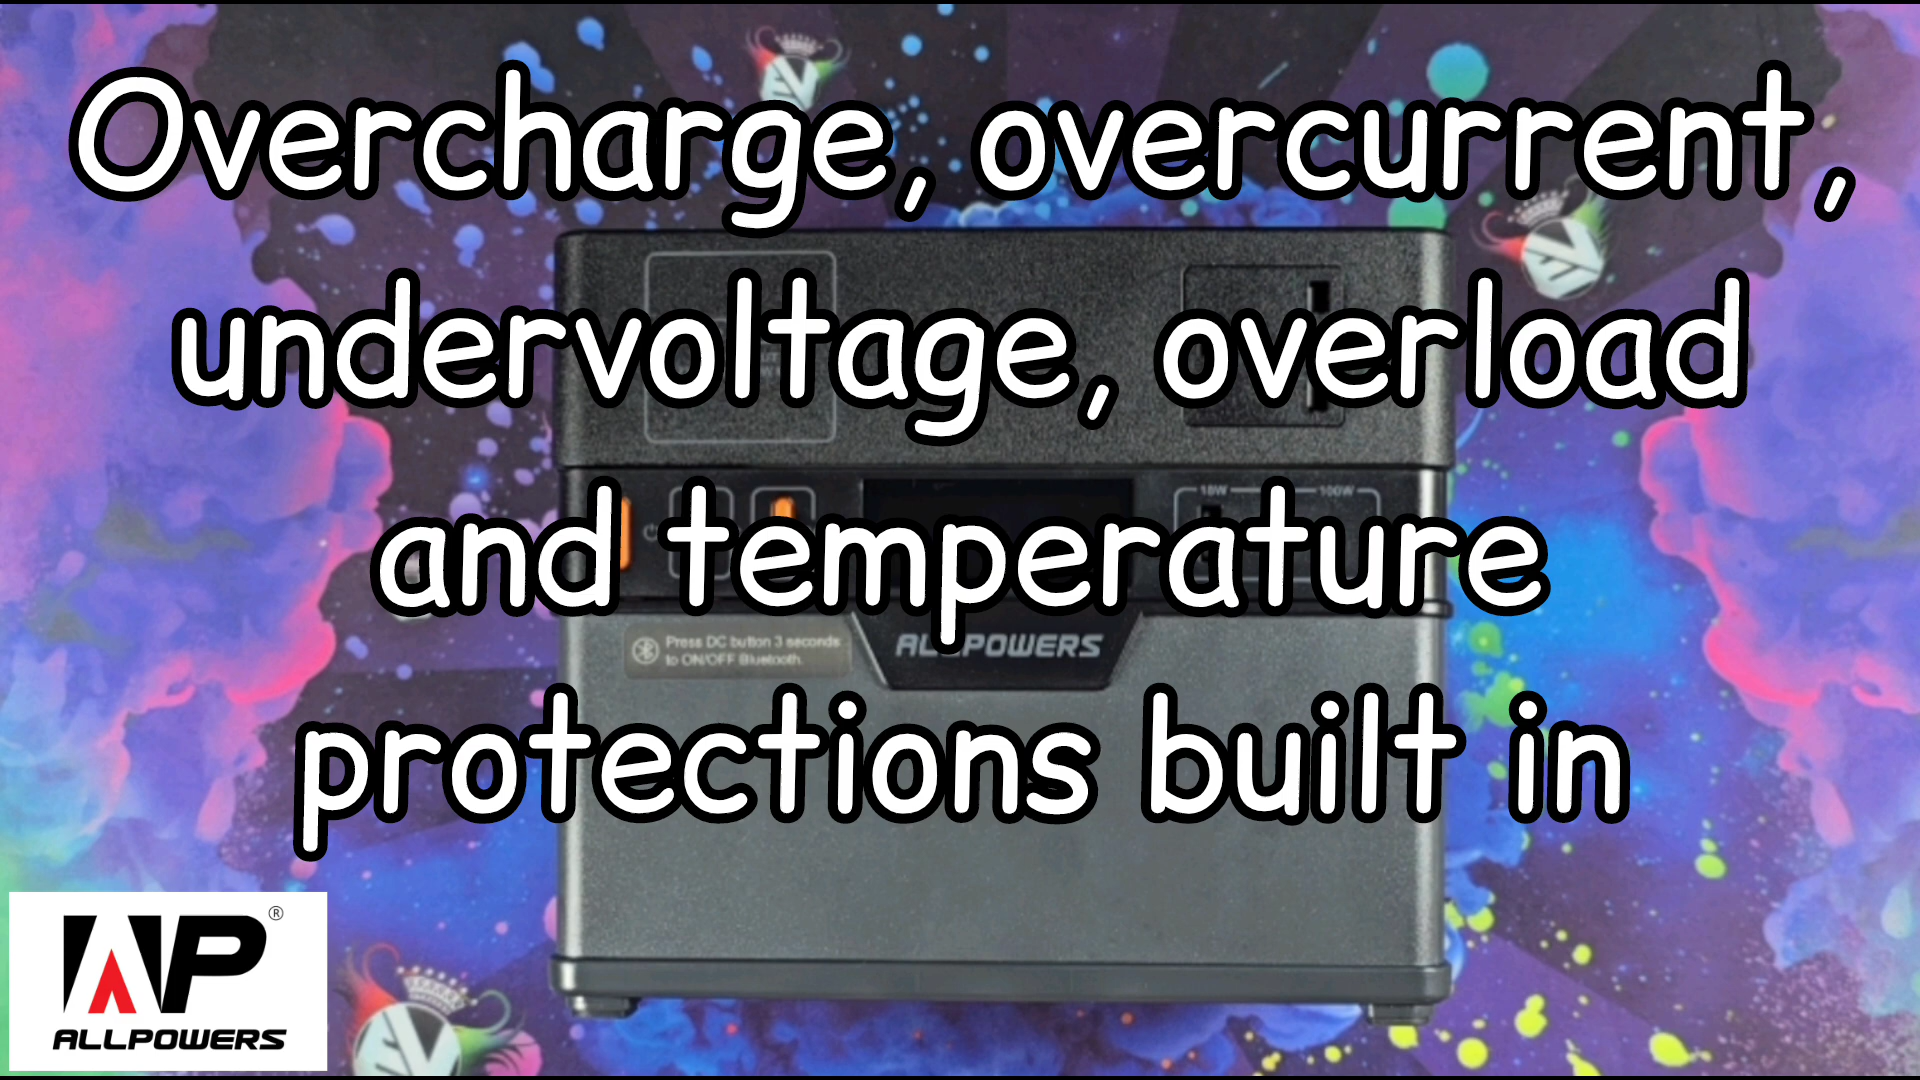 Overcharge, overcurrent,
undervoltage, overload
and temperature
protections built in
18W 100W
Press DC button 3 seconds
to ON/OFF Bluetooth.
ALLPOWERS
AP®
ALLPOWERS